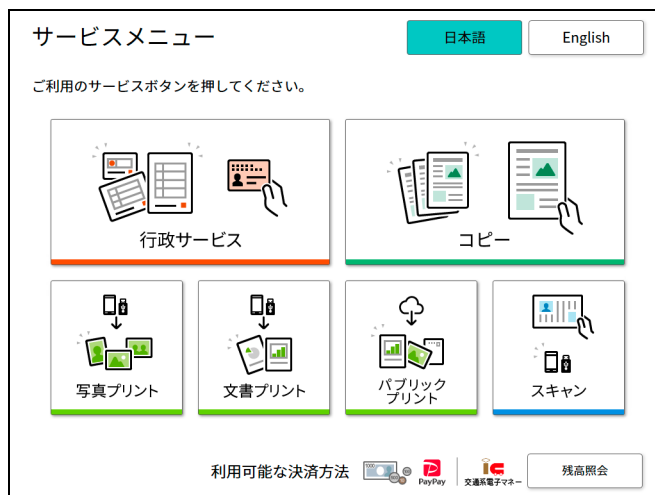 サービスメニュー
日本語
English
ご利用のサービスボタンを押してください。
行政サービス
コピー
写真プリント
文書プリント
パブリック
プリント
スキャン
利用可能な決済方法
1000
PayPay
交通系電子マネー
残高照会